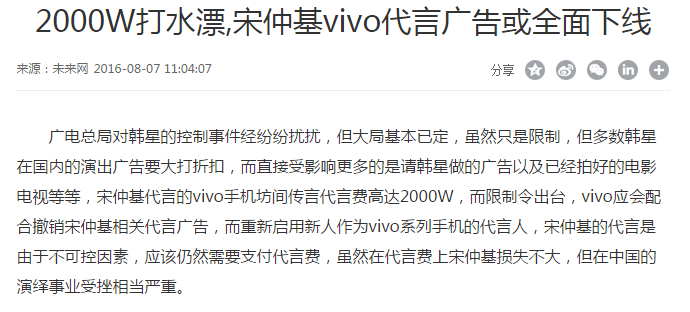 2000W打水漂,宋仲基vivo代言广告或全面下线
来源：未来网 2016-08-07 11:04:07 分享
广电总局对韩星的控制事件经纷纷扰扰，但大局基本已定，虽然只是限制，但多数韩星
在国内的演出广告要大打折扣，而直接受影响更多的是请韩星做的广告以及已经拍好的电影
电视等等，宋仲基代言的vivo手机坊间传言代言费高达2000W，而限制令出台，vivo应会配
合撤销宋仲基相关代言广告，而重新启用新人作为vivo系列手机的代言人，宋仲基的代言是
由于不可控因素，应该仍然需要支付代言费，虽然在代言费上宋仲基损失不大，但在中国的
演绎事业受挫相当严重。